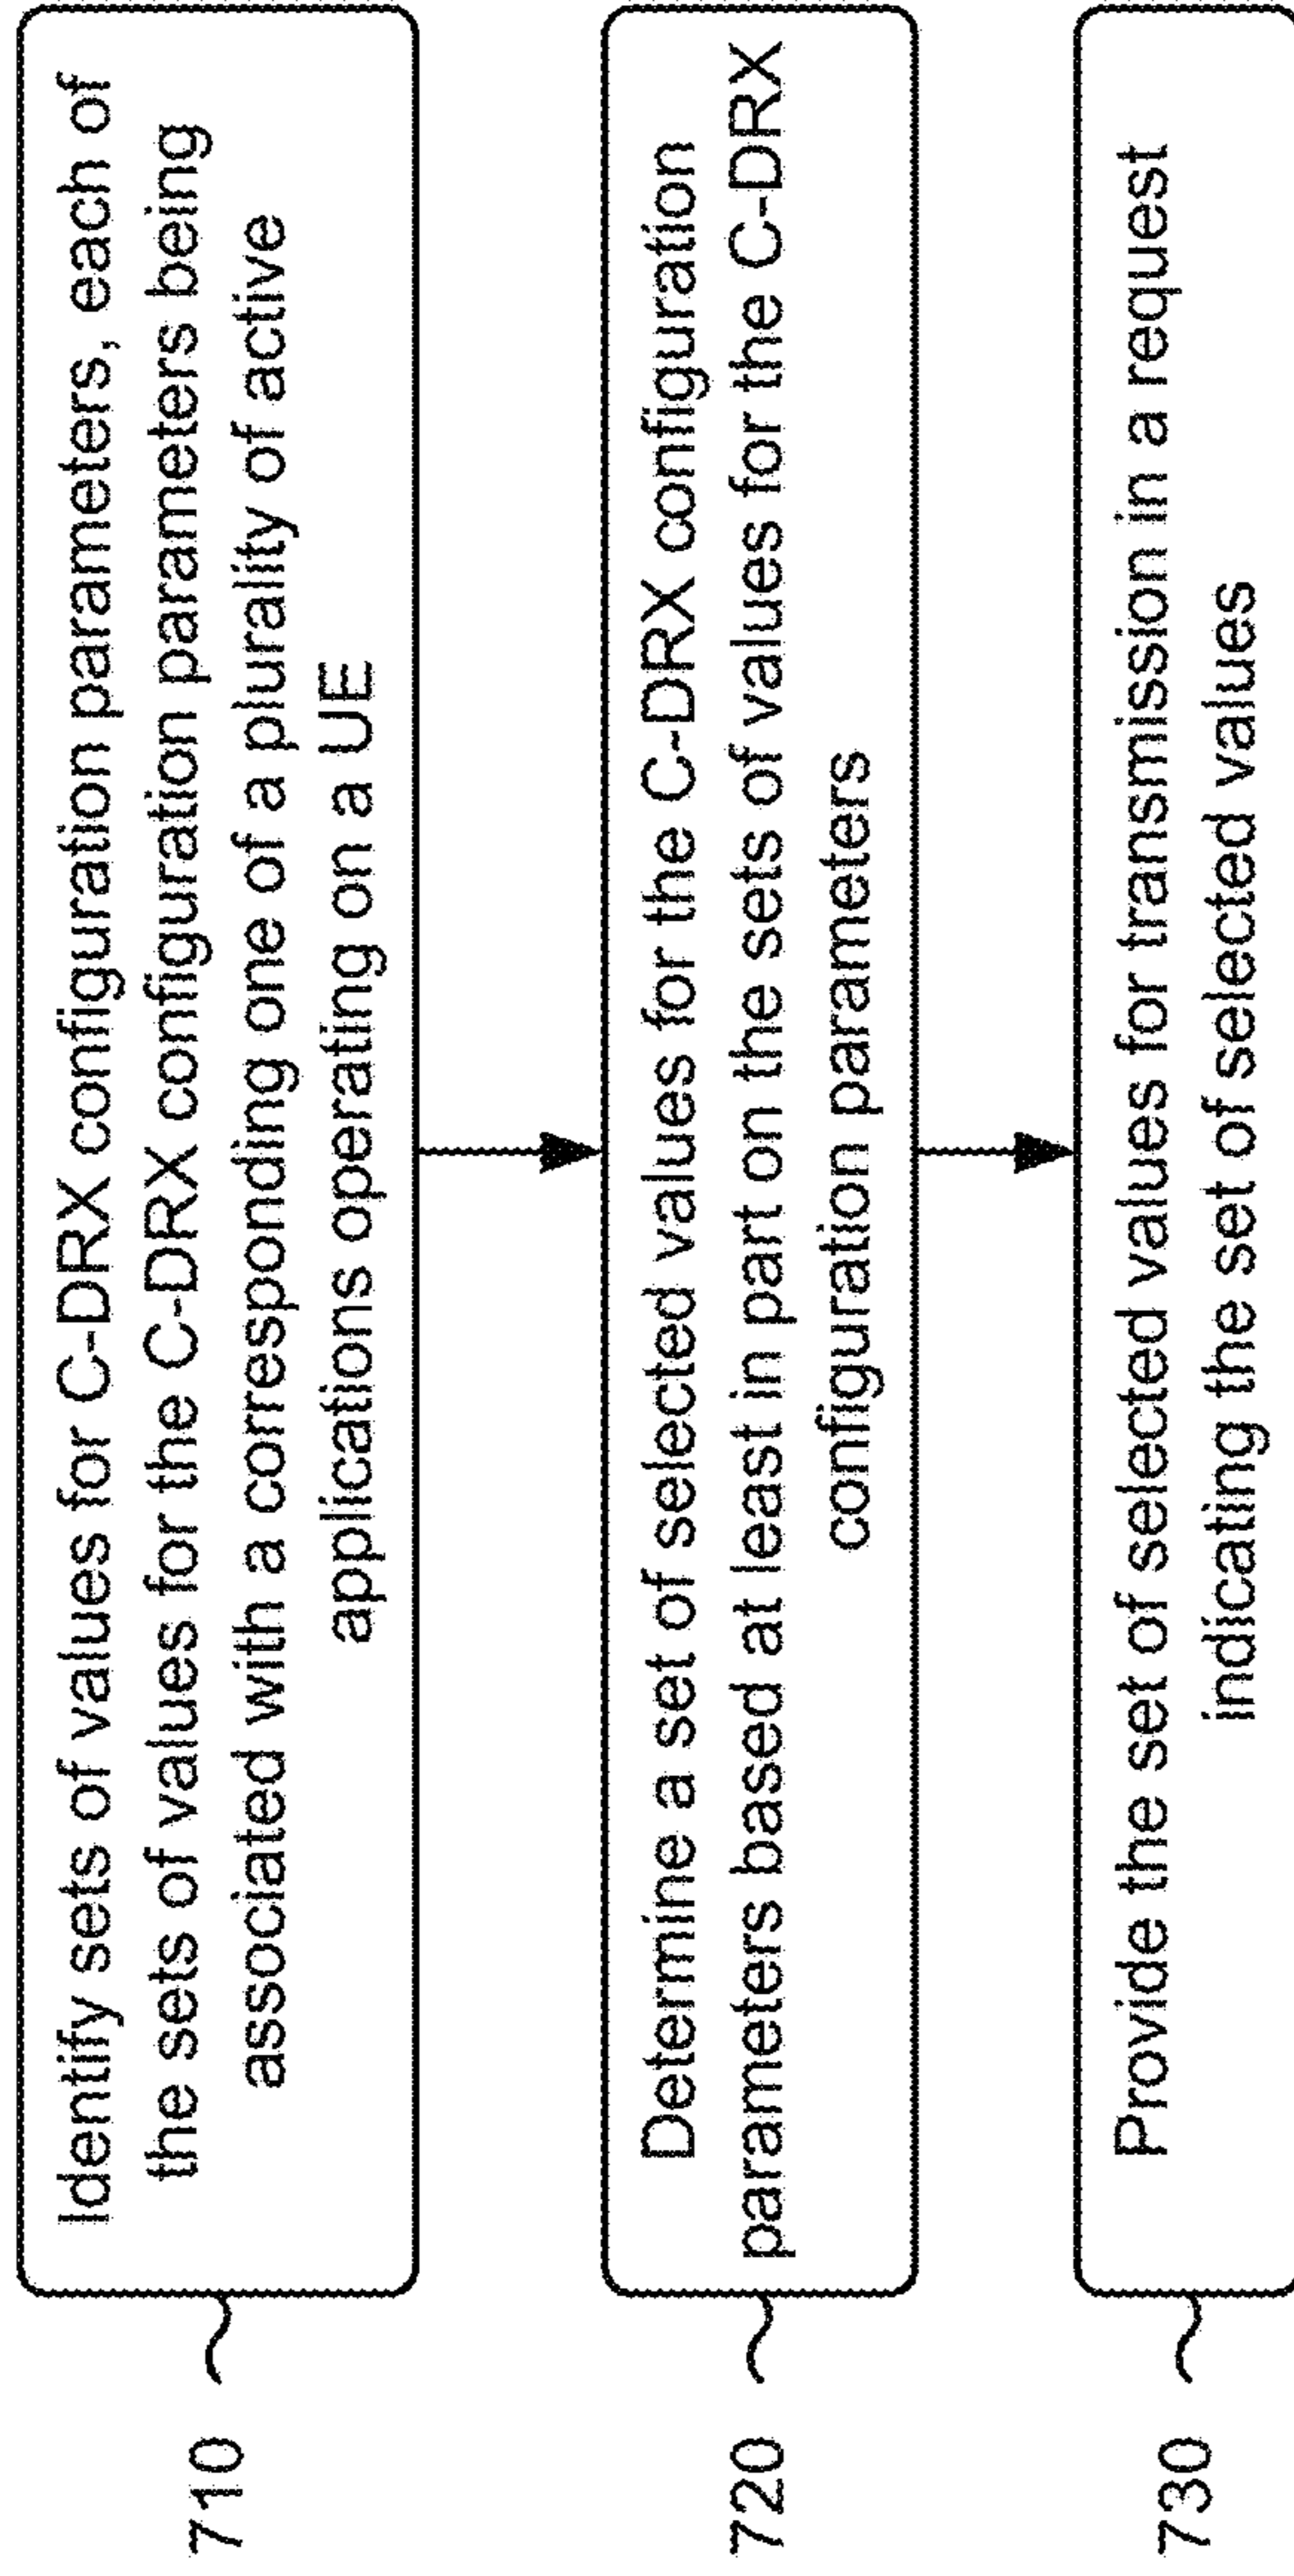 710
Identify sets of values for C-DRX configuration parameters, each of
the sets of values for the C-DRX configuration parameters being
associated with a corresponding one of a plurality of active
applications operating on a UE
720
Determine a set of selected values for the C-DRX configuration
parameters based at least in part on the sets of values for the C-DRX
configuration parameters
730
Provide the set of selected values for transmission in a request
indicating the set of selected values